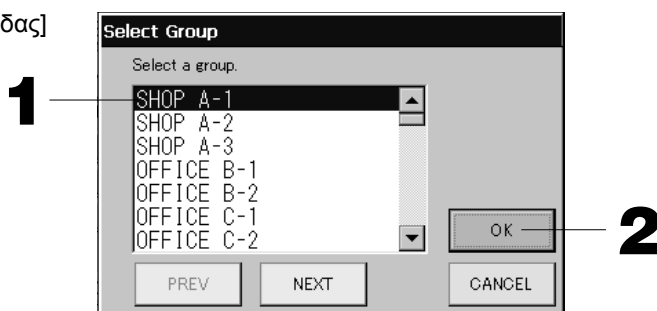 δας]
Select Group
Select a group.
1
SHOP A-1
SHOP A-2
SHOP A-3
OFFICE B-1
OFFICE B-2
OFFICE C-1
OFFICE C-2
OK
2
PREV
NEXT
CANCEL